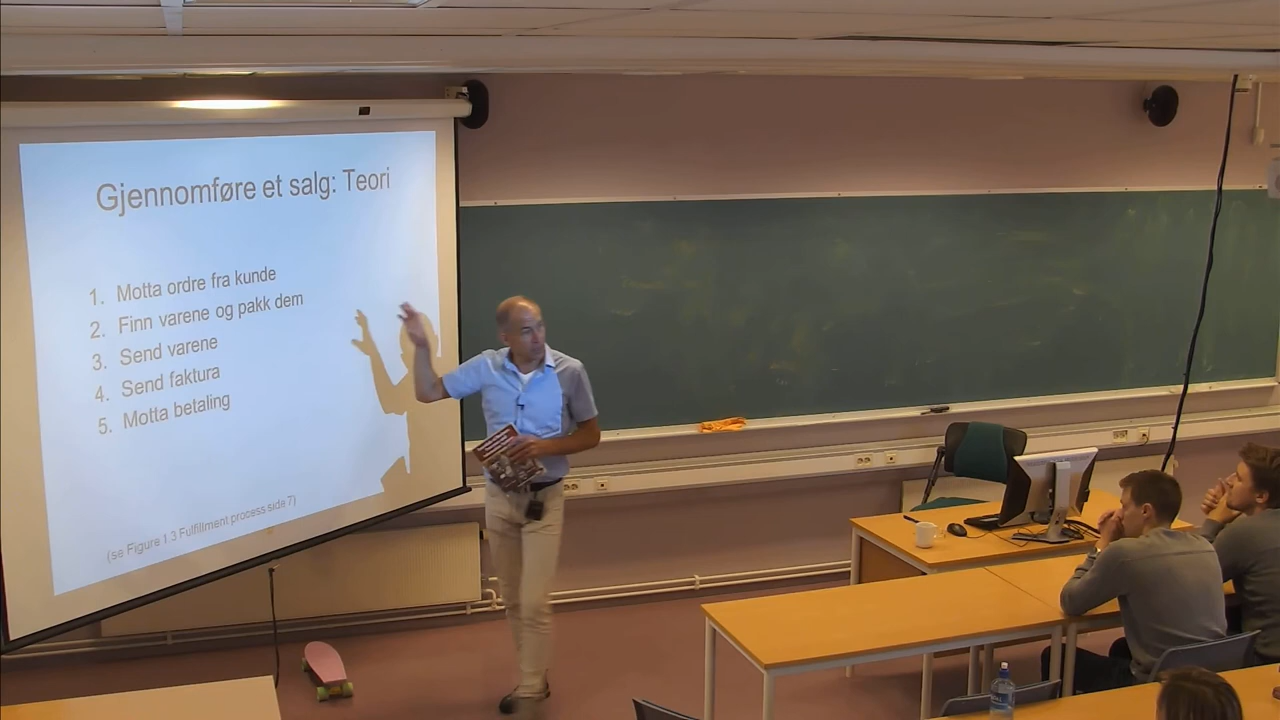 Gjennomføre et salg: Teori
1. Motta ordre fra kunde
2. Finn varene og pakk dem
3. Send varene
4. Send faktura
5. Motta betaling
(se Figure 1.3 Fulfillment process side 7)